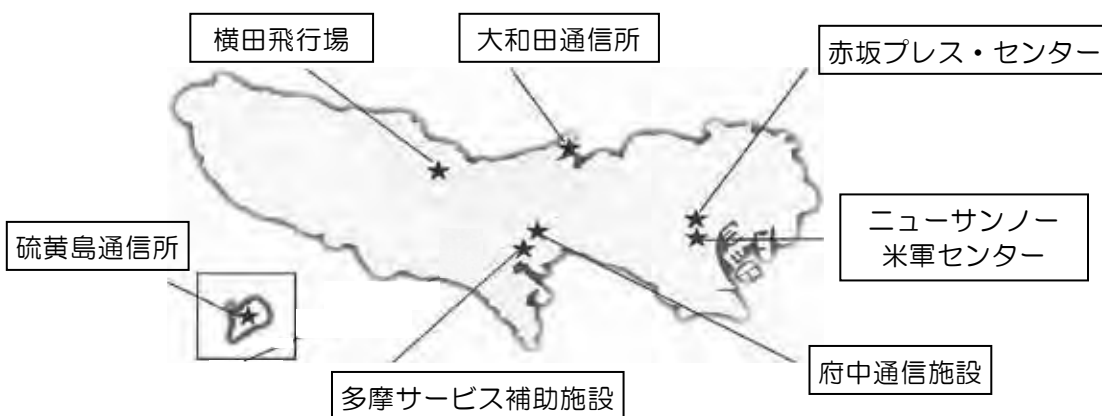 横田飛行場
大和田通信所
赤坂プレス・センター
硫黄島通信所
ニューサンノー
米軍センター
府中通信施設
多摩サービス補助施設